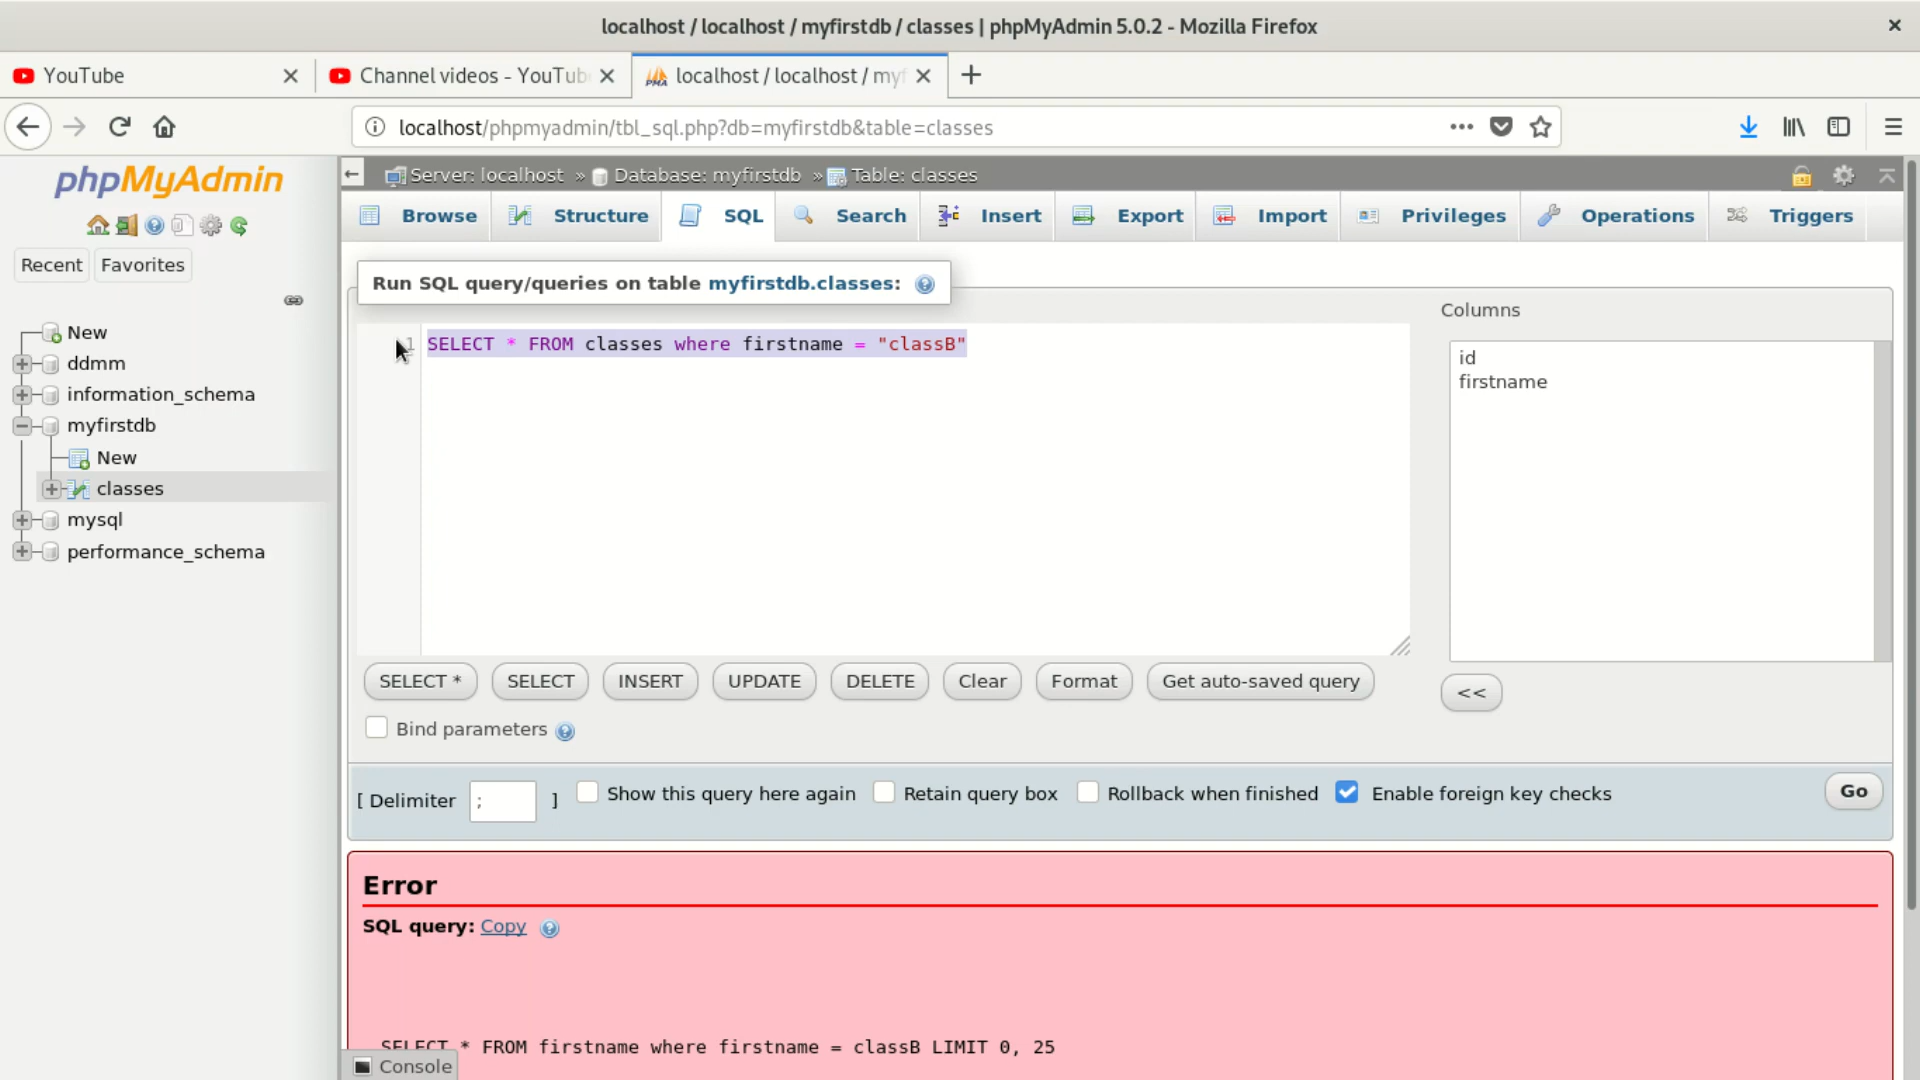 localhost / localhost / myfirstdb / classes | phpMyAdmin 5.0.2 - Mozilla Firefox
YouTube
Channel videos - YouTub
localhost / localhost / myf
localhost/phpmyadmin/tbl_sql.php?db=myfirstdb&table=classes
phpMyAdmin
Server: localhost » Database: myfirstdb » Table: classes
Browse Structure SQL Search Insert Export Import Privileges Operations Triggers
Recent Favorites
New
ddmm
information_schema
myfirstdb
New
classes
mysql
performance_schema
Run SQL query/queries on table myfirstdb.classes:
1 SELECT * FROM classes where firstname = "classB"
Columns
id
firstname
SELECT * SELECT INSERT UPDATE DELETE Clear Format Get auto-saved query
<<
Bind parameters
[ Delimiter ; ] Show this query here again Retain query box Rollback when finished Enable foreign key checks Go
Error
SQL query: Copy
SELECT * FROM firstname where firstname = classB LIMIT 0, 25
Console